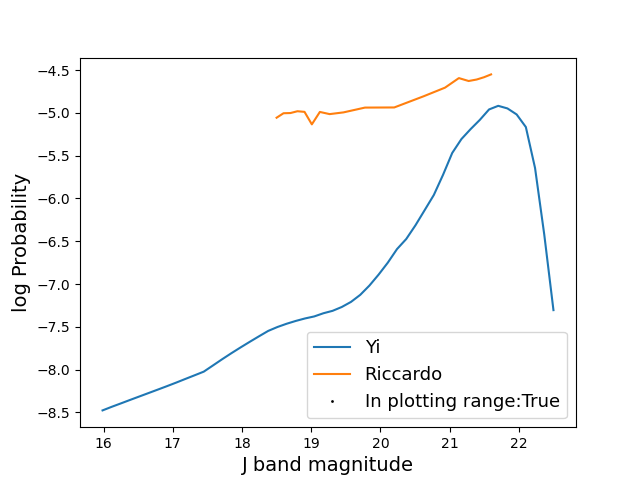 −4.5
−5.0
−5.5
−6.0
−6.5
−7.0
−7.5
−8.0
−8.5
log Probability
Yi
Riccardo
In plotting range:True
16 17 18 19 20 21 22
J band magnitude